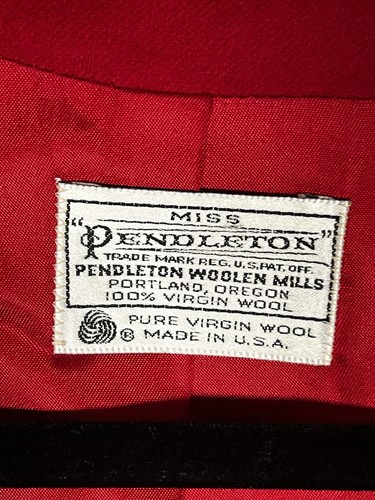 MISS
"PENDLETON"
TRADE MARK REG. U.S. PAT. OFF.
PENDLETON WOOLEN MILLS
PORTLAND, OREGON
100% VIRGIN WOOL
® PURE VIRGIN WOOL
MADE IN U.S.A.